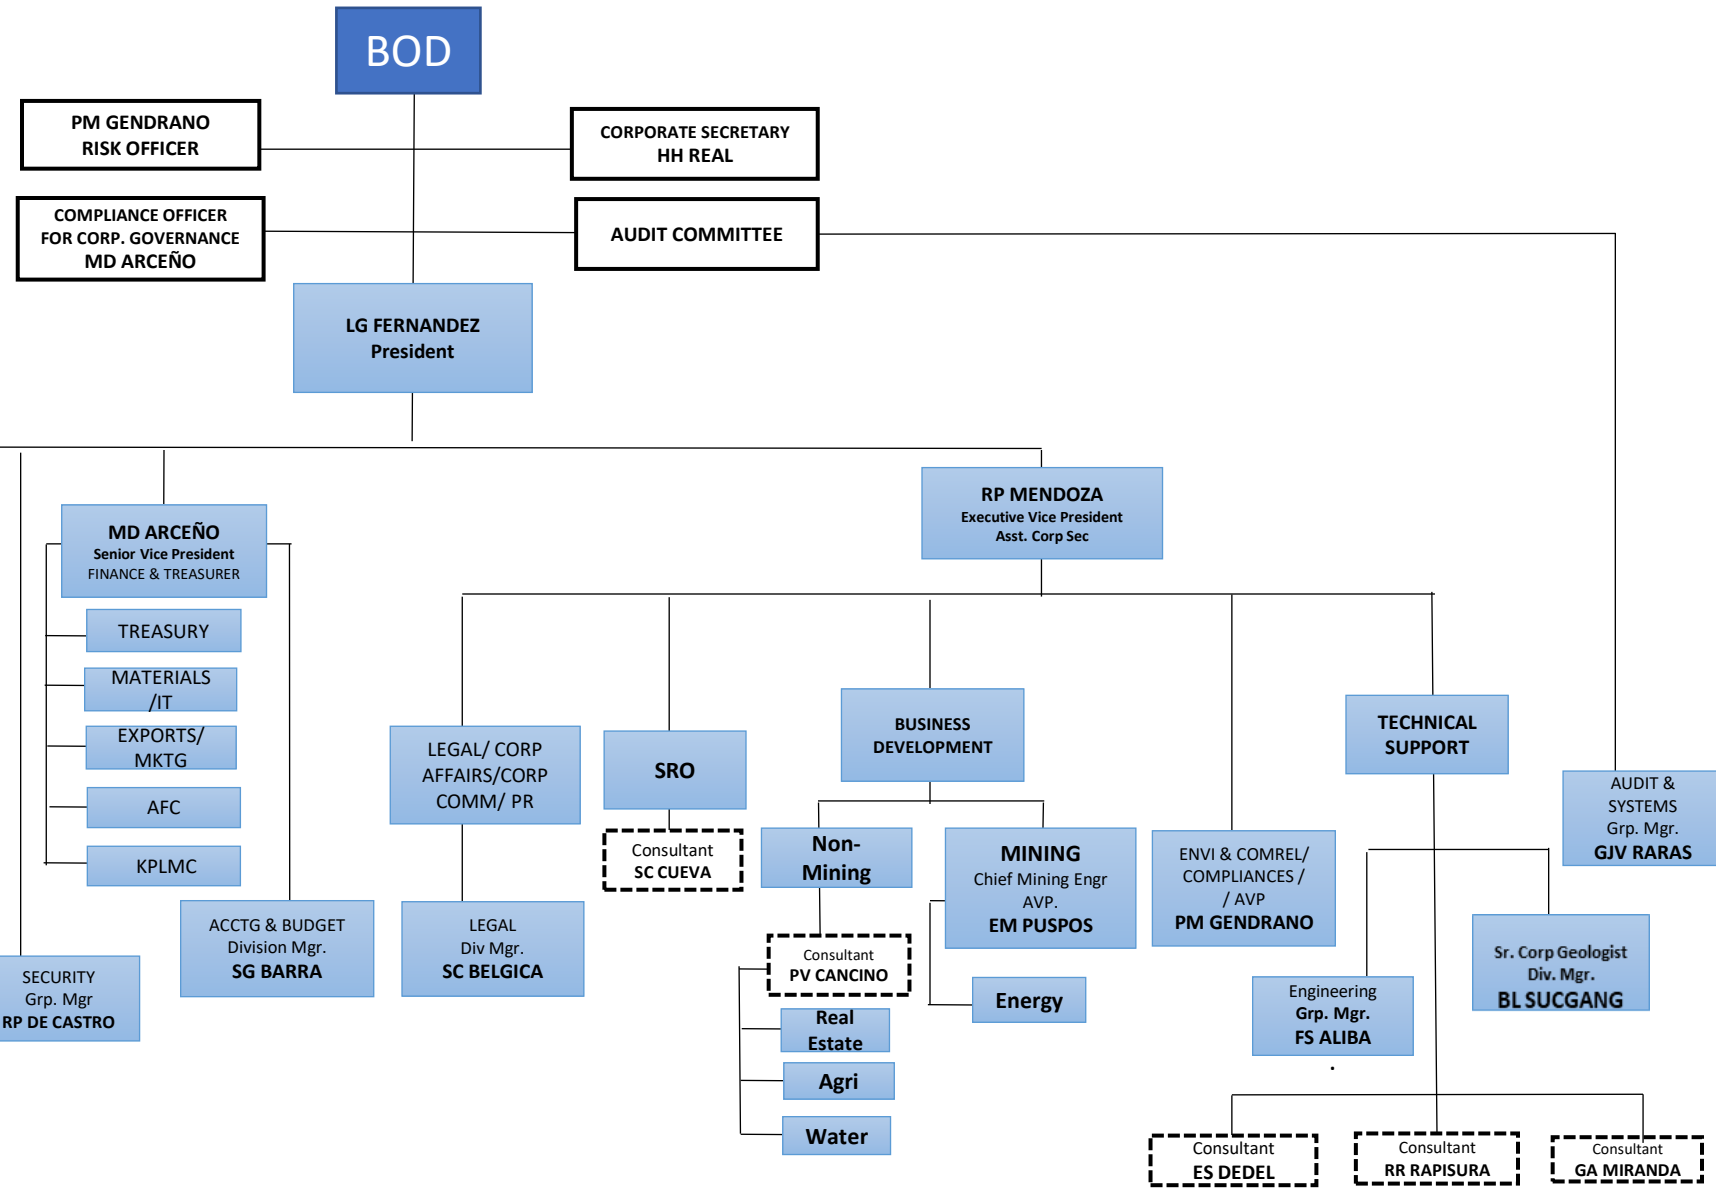 BOD
PM GENDRANO
RISK OFFICER
CORPORATE SECRETARY
HH REAL
COMPLIANCE OFFICER
FOR CORP. GOVERNANCE
MD ARCEÑO
AUDIT COMMITTEE
LG FERNANDEZ
President
RP MENDOZA
Executive Vice President
Asst. Corp Sec
MD ARCEÑO
Senior Vice President
FINANCE & TREASURER
TREASURY
MATERIALS
/IT
EXPORTS/
MKTG
AFC
KPLMC
ACCTG & BUDGET
Division Mgr.
SG BARRA
SECURITY
Grp. Mgr
RP DE CASTRO
LEGAL/ CORP
AFFAIRS/CORP
COMM/ PR
LEGAL
Div Mgr.
SC BELGICA
SRO
Consultant
SC CUEVA
BUSINESS
DEVELOPMENT
Non-
Mining
Consultant
PV CANCINO
Real
Estate
Agri
Water
MINING
Chief Mining Engr
AVP.
EM PUSPOS
Energy
ENVI & COMREL/
COMPLIANCES /
/ AVP
PM GENDRANO
TECHNICAL
SUPPORT
Engineering
Grp. Mgr.
FS ALIBA
.
Sr. Corp Geologist
Div. Mgr.
BL SUCGANG
AUDIT &
SYSTEMS
Grp. Mgr.
GJV RARAS
Consultant
ES DEDEL
Consultant
RR RAPISURA
Consultant
GA MIRANDA